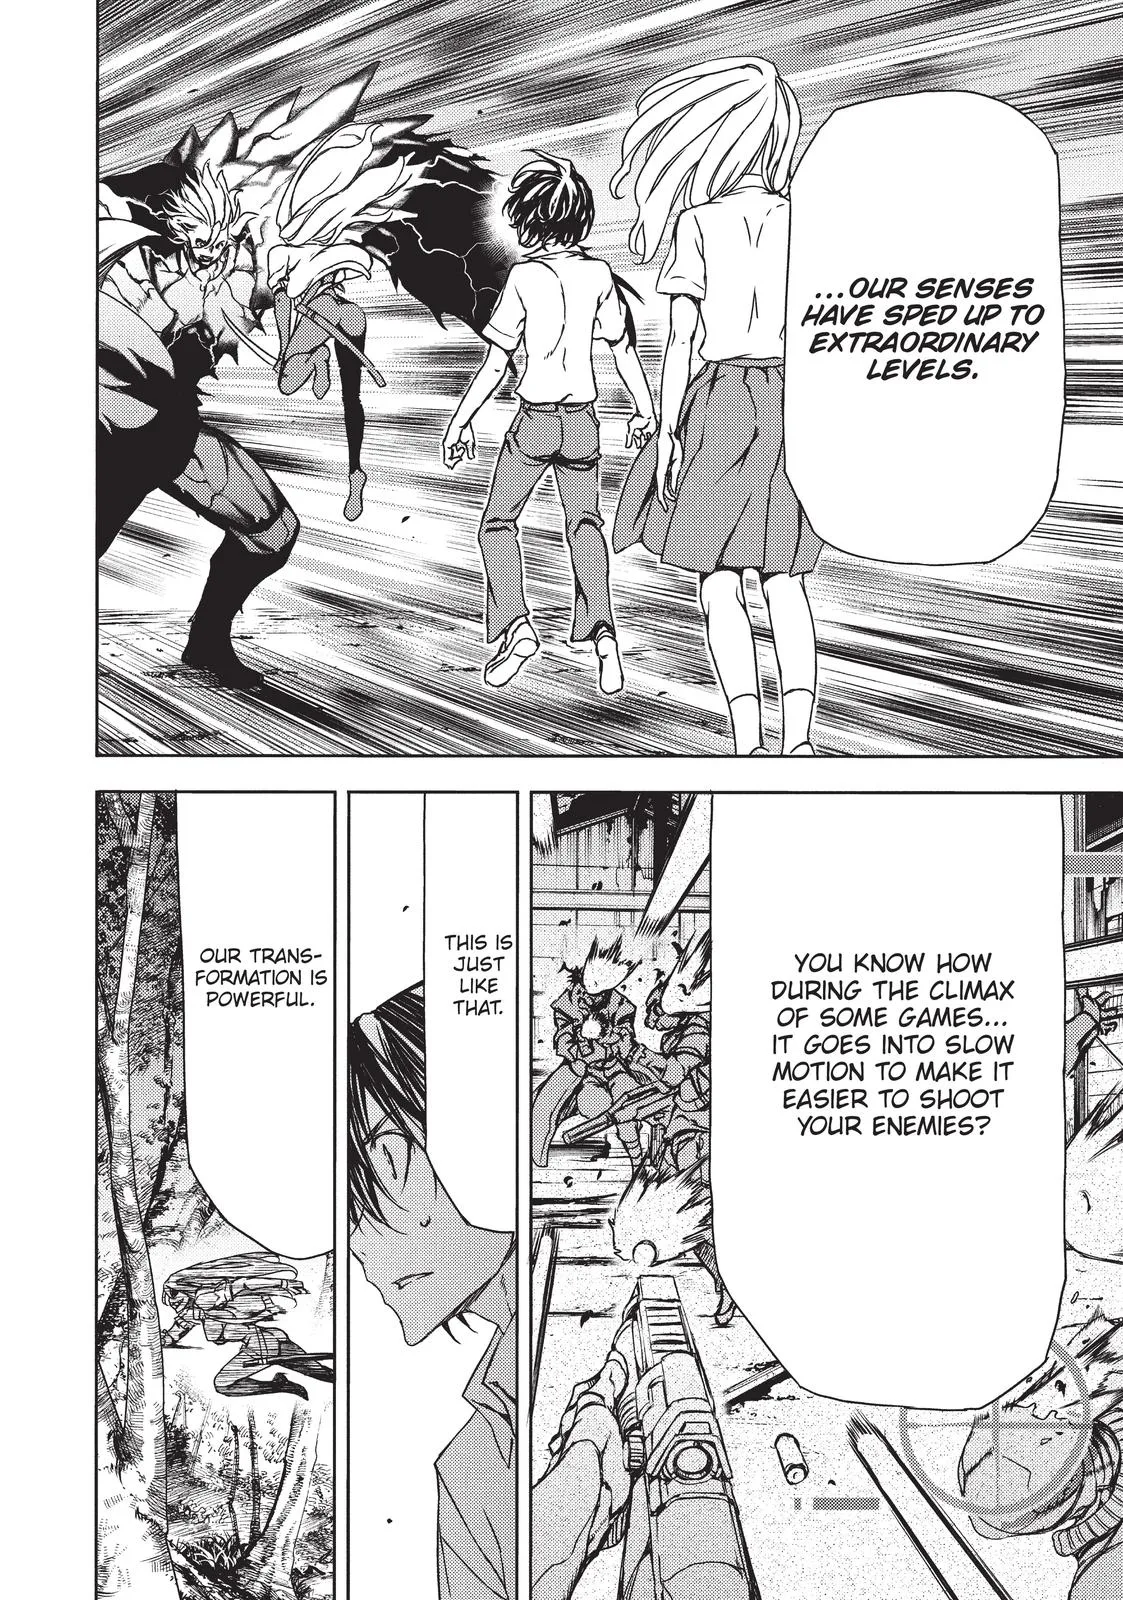 ...OUR SENSES
HAVE SPED UP TO
EXTRAORDINARY
LEVELS.
YOU KNOW HOW
DURING THE CLIMAX
OF SOME GAMES...
IT GOES INTO SLOW
MOTION TO MAKE IT
EASIER TO SHOOT
YOUR ENEMIES?
THIS IS
JUST
LIKE
THAT.
OUR TRANS-
FORMATION IS
POWERFUL.